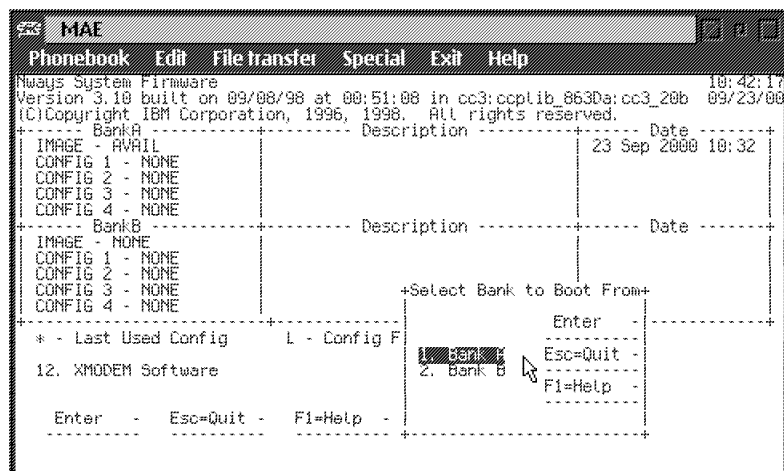 MAE
Phonebook Edit File transfer Special Exit Help
Nways System Firmware 10:42:17
Version 3.10 built on 09/08/98 at 00:51:08 in cc3:ccplib_863Da:cc3_20b 09/23/00
(C)Copyright IBM Corporation, 1996, 1998. All rights reserved.
BankA Description Date
IMAGE - AVAIL 23 Sep 2000 10:32
CONFIG 1 - NONE
CONFIG 2 - NONE
CONFIG 3 - NONE
CONFIG 4 - NONE
BankB Description Date
IMAGE - NONE
CONFIG 1 - NONE
CONFIG 2 - NONE
CONFIG 3 - NONE
CONFIG 4 - NONE
* - Last Used Config L - Config F
12. XMODEM Software
Enter - Esc=Quit - F1=Help -
Select Bank to Boot From
Enter -
1. Bank A
Esc=Quit -
2. Bank B
F1=Help -